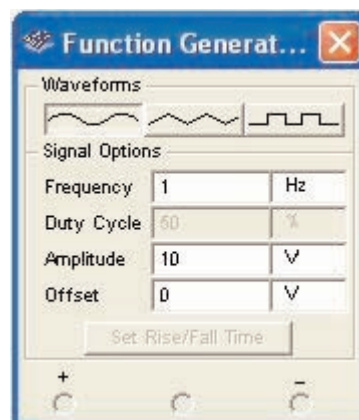 Function Generat...
Waveforms
Signal Options
Frequency 1 Hz
Duty Cycle 50 %
Amplitude 10 V
Offset 0 V
Set Rise/Fall Time
+ −